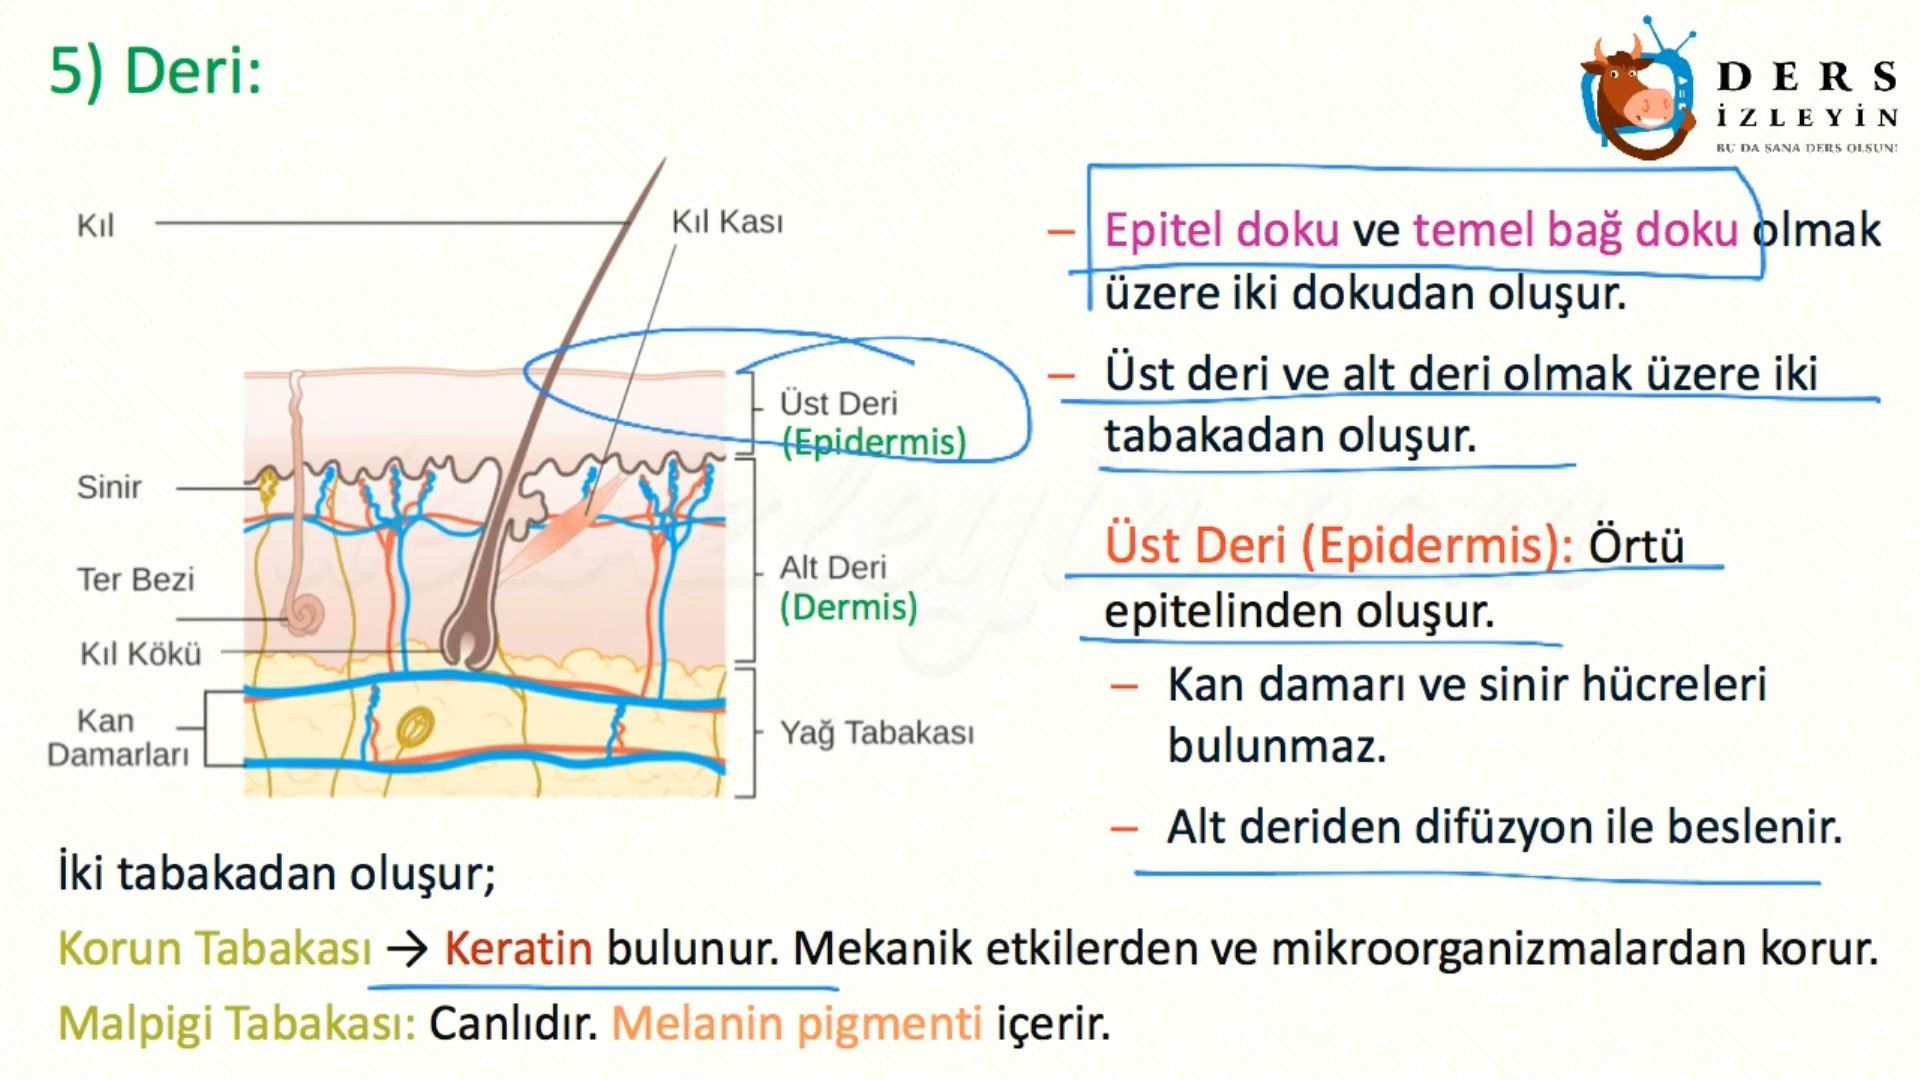 5) Deri:
DERS
İZLEYİN
BU DA SANA DERS OLSUN!
Kıl
Kıl Kası
Üst Deri
(Epidermis)
Sinir
Ter Bezi
Alt Deri
(Dermis)
Kıl Kökü
Kan
Damarları
Yağ Tabakası
– Epitel doku ve temel bağ doku olmak
üzere iki dokudan oluşur.
– Üst deri ve alt deri olmak üzere iki
tabakadan oluşur.
Üst Deri (Epidermis): Örtü
epitelinden oluşur.
– Kan damarı ve sinir hücreleri
bulunmaz.
– Alt deriden difüzyon ile beslenir.
İki tabakadan oluşur;
Korun Tabakası → Keratin bulunur. Mekanik etkilerden ve mikroorganizmalardan korur.
Malpigi Tabakası: Canlıdır. Melanin pigmenti içerir.